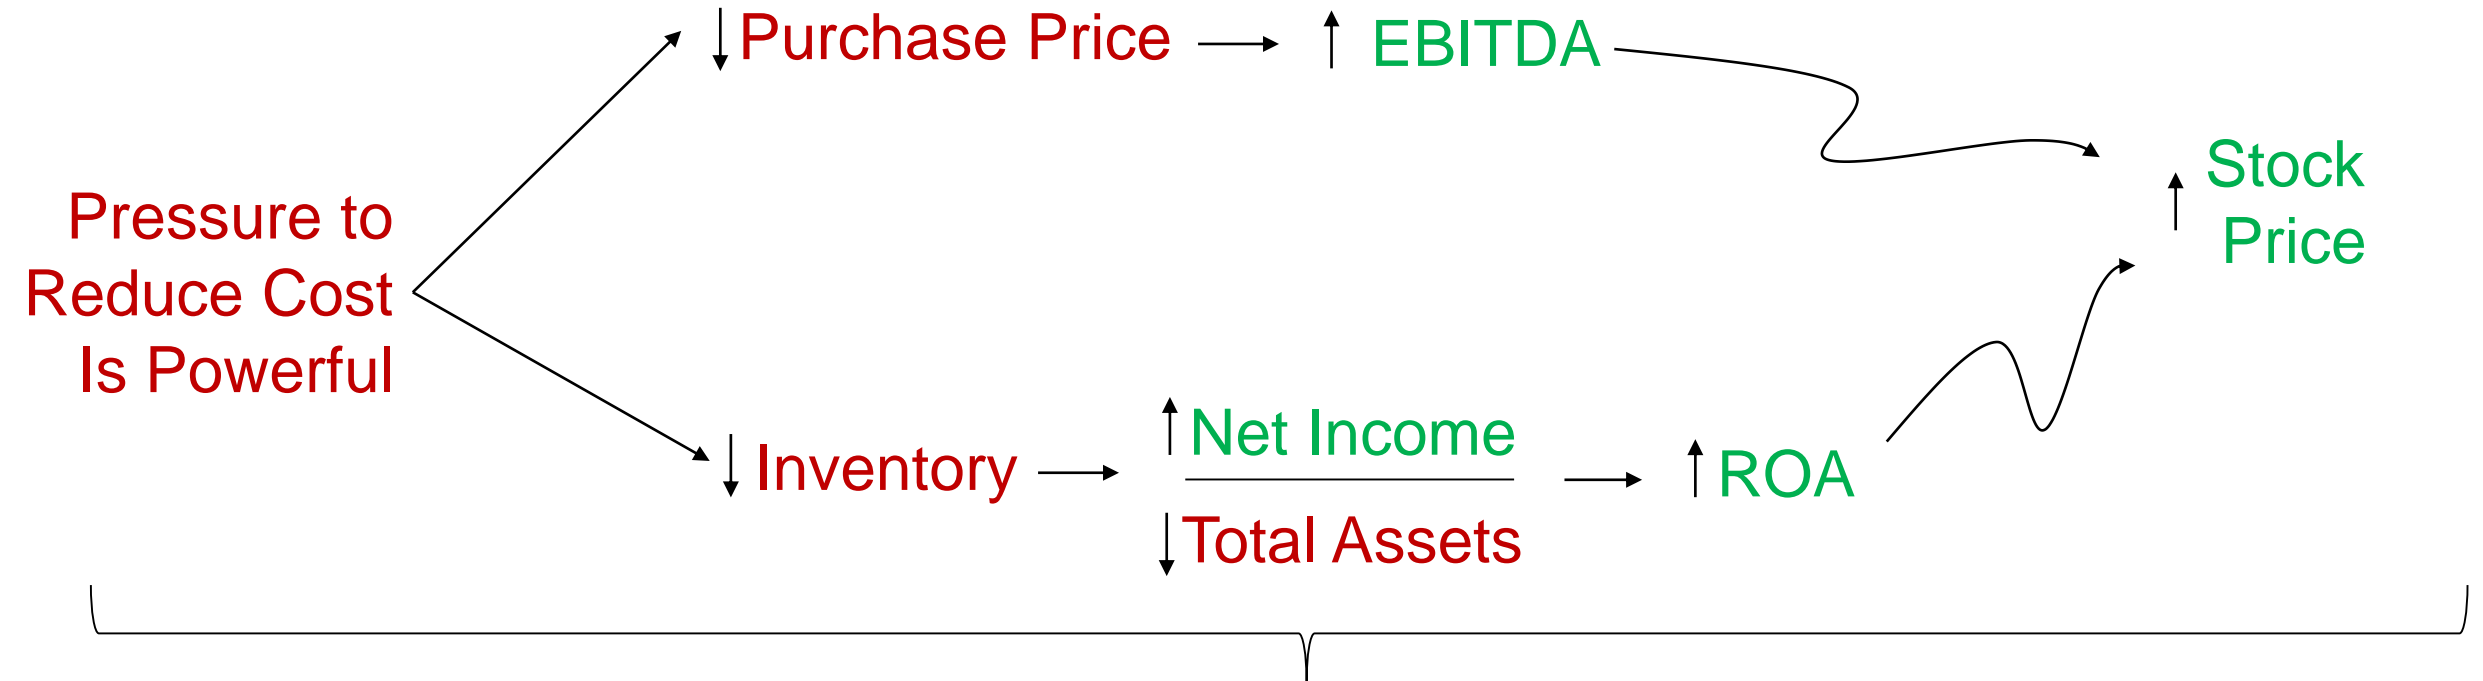 Purchase Price
EBITDA
Stock
Price
Pressure to
Reduce Cost
Is Powerful
Inventory
Net Income
Total Assets
ROA